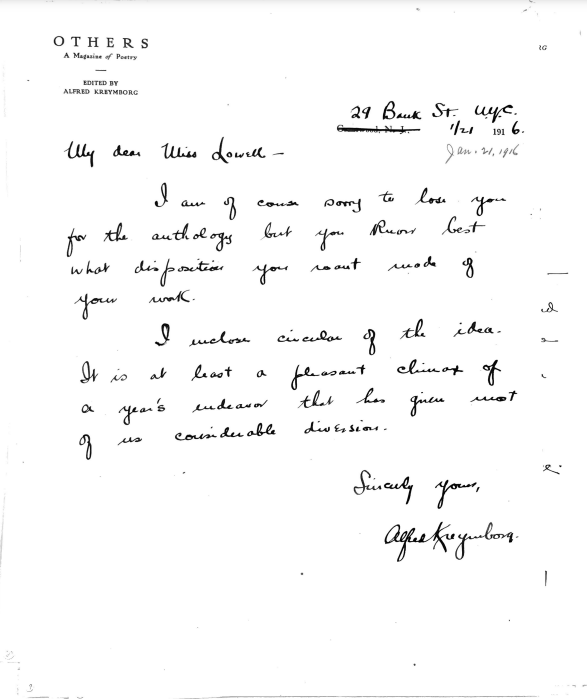 OTHERS
A Magazine of Poetry
EDITED BY
ALFRED KREYMBORG
29 Bank St. N.Y.C.
Grantwood, N. J.
1/21 1916.
Jan. 21, 1916
My dear Miss Lowell —
I am of course sorry to lose you
for the anthology but you know best
what disposition you want made of
your work.
I inclose circular of the idea.
It is at least a pleasant climax of
a year's endeavor that has given most
of us considerable diversion.
Sincerely yours,
Alfred Kreymborg.